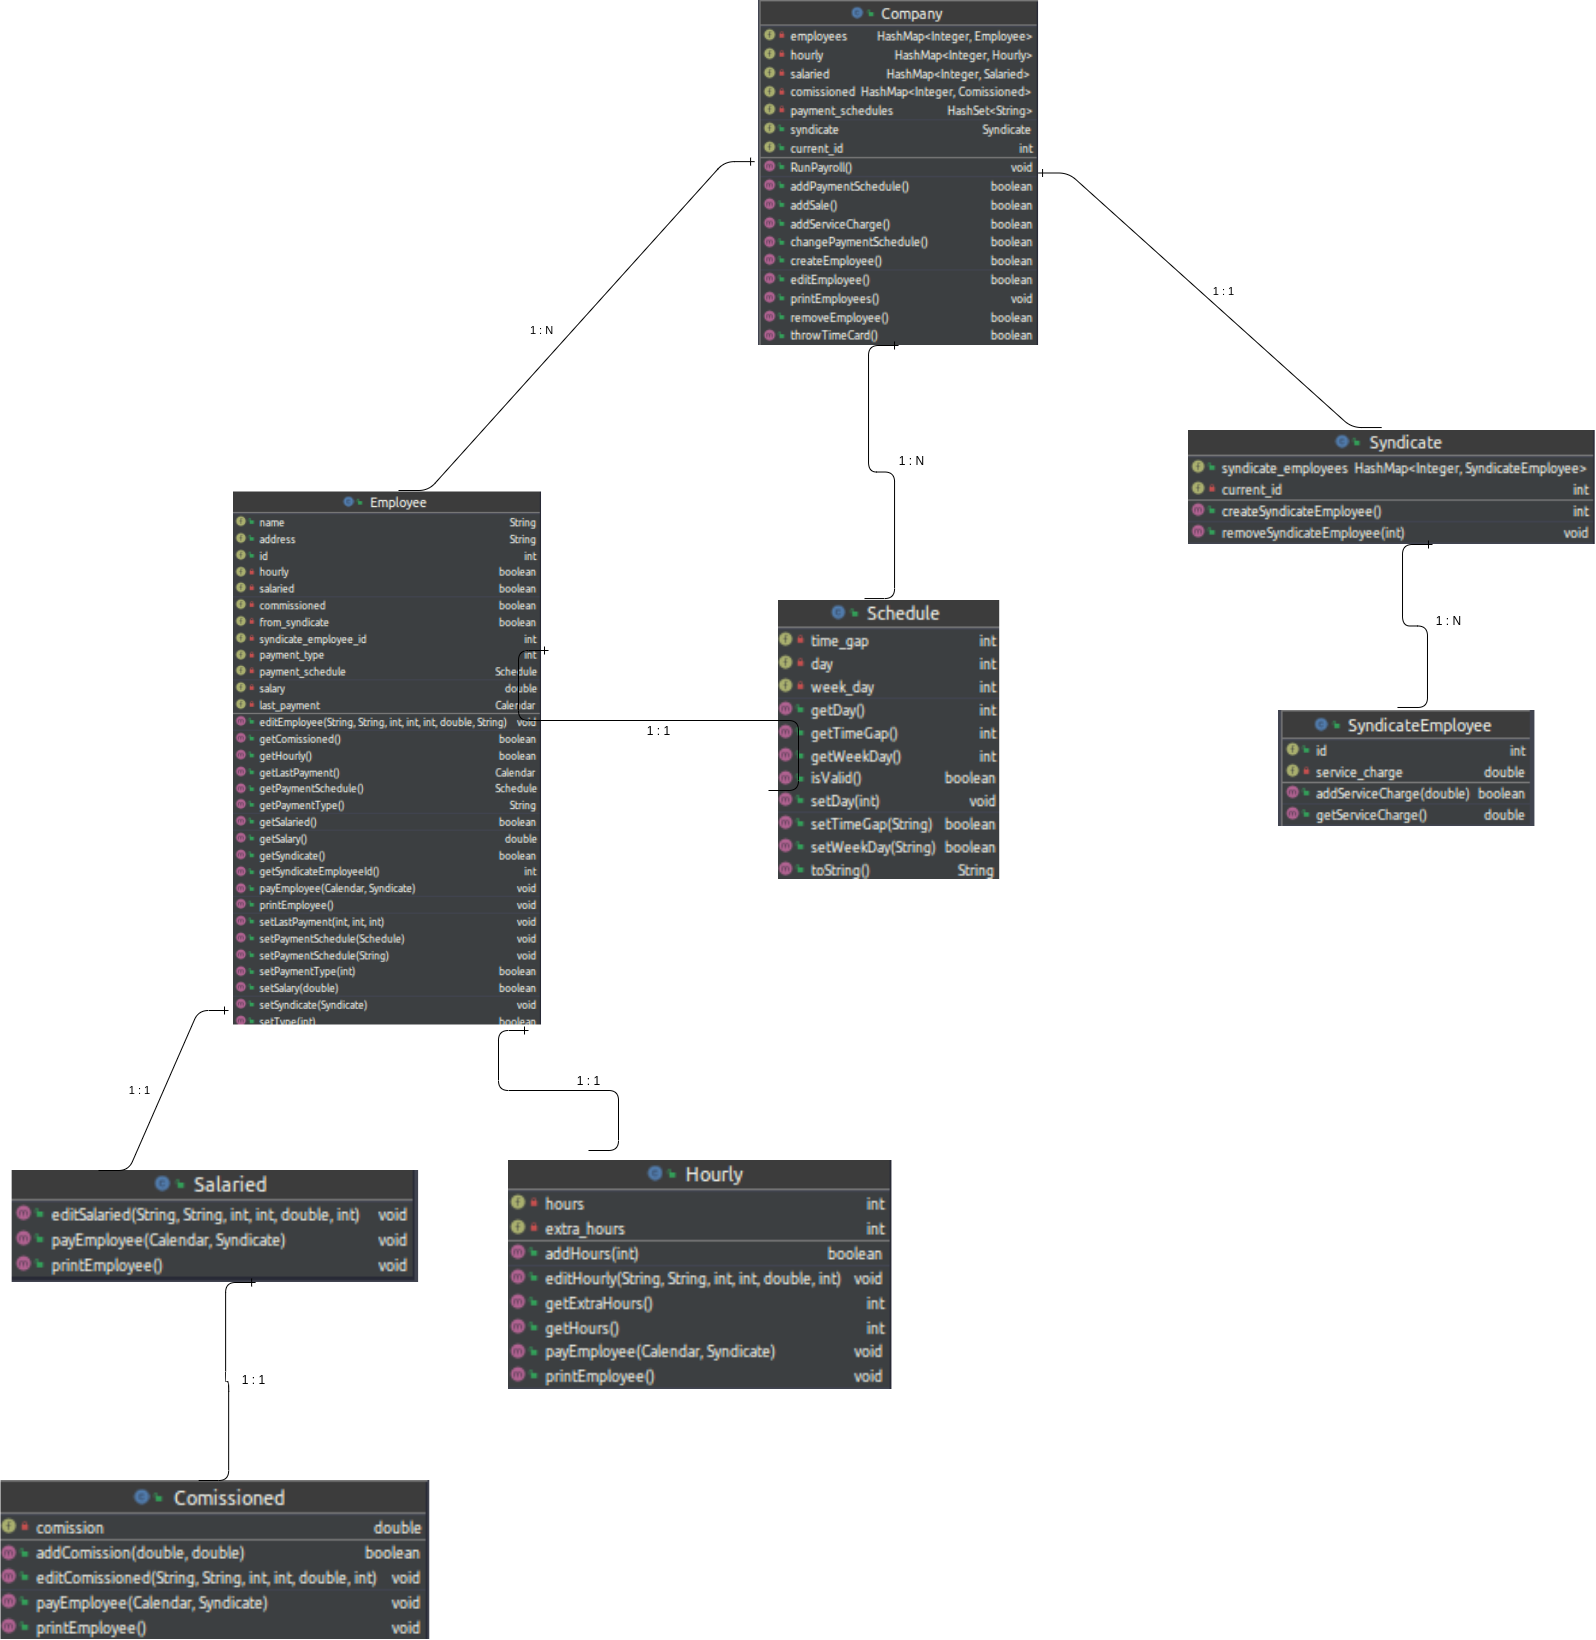 Company
employees HashMap<Integer, Employee>
hourly HashMap<Integer, Hourly>
salaried HashMap<Integer, Salaried>
comissioned HashMap<Integer, Comissioned>
payment_schedules HashSet<String>
syndicate Syndicate
current_id int
RunPayroll() void
addPaymentSchedule() boolean
addSale() boolean
addServiceCharge() boolean
changePaymentSchedule() boolean
createEmployee() boolean
editEmployee() boolean
printEmployees() void
removeEmployee() boolean
throwTimeCard() boolean
1 : N
1 : 1
1 : N
Syndicate
syndicate_employees HashMap<Integer, SyndicateEmployee>
current_id int
createSyndicateEmployee() int
removeSyndicateEmployee(int) void
1 : N
Employee
name String
address String
id int
hourly boolean
salaried boolean
commissioned boolean
from_syndicate boolean
syndicate_employee_id int
payment_type int
payment_schedule Schedule
salary double
last_payment Calendar
editEmployee(String, String, int, int, int, double, String) void
getComissioned() boolean
getHourly() boolean
getLastPayment() Calendar
getPaymentSchedule() Schedule
getPaymentType() String
getSalaried() boolean
getSalary() double
getSyndicate() boolean
getSyndicateEmployeeId() int
payEmployee(Calendar, Syndicate) void
printEmployee() void
setLastPayment(int, int, int) void
setPaymentSchedule(Schedule) void
setPaymentSchedule(String) void
setPaymentType(int) boolean
setSalary(double) boolean
setSyndicate(Syndicate) void
setType(int) boolean
1 : 1
Schedule
time_gap int
day int
week_day int
getDay() int
getTimeGap() int
getWeekDay() int
isValid() boolean
setDay(int) void
setTimeGap(String) boolean
setWeekDay(String) boolean
toString() String
SyndicateEmployee
id int
service_charge double
addServiceCharge(double) boolean
getServiceCharge() double
1 : 1
1 : 1
Salaried
editSalaried(String, String, int, int, double, int) void
payEmployee(Calendar, Syndicate) void
printEmployee() void
Hourly
hours int
extra_hours int
addHours(int) boolean
editHourly(String, String, int, int, double, int) void
getExtraHours() int
getHours() int
payEmployee(Calendar, Syndicate) void
printEmployee() void
1 : 1
Comissioned
comission double
addComission(double, double) boolean
editComissioned(String, String, int, int, double, int) void
payEmployee(Calendar, Syndicate) void
printEmployee() void